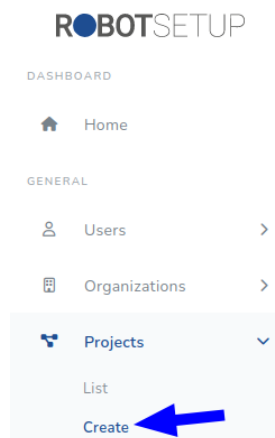 ROBOTSETUP
DASHBOARD
Home
GENERAL
Users
Organizations
Projects
List
Create